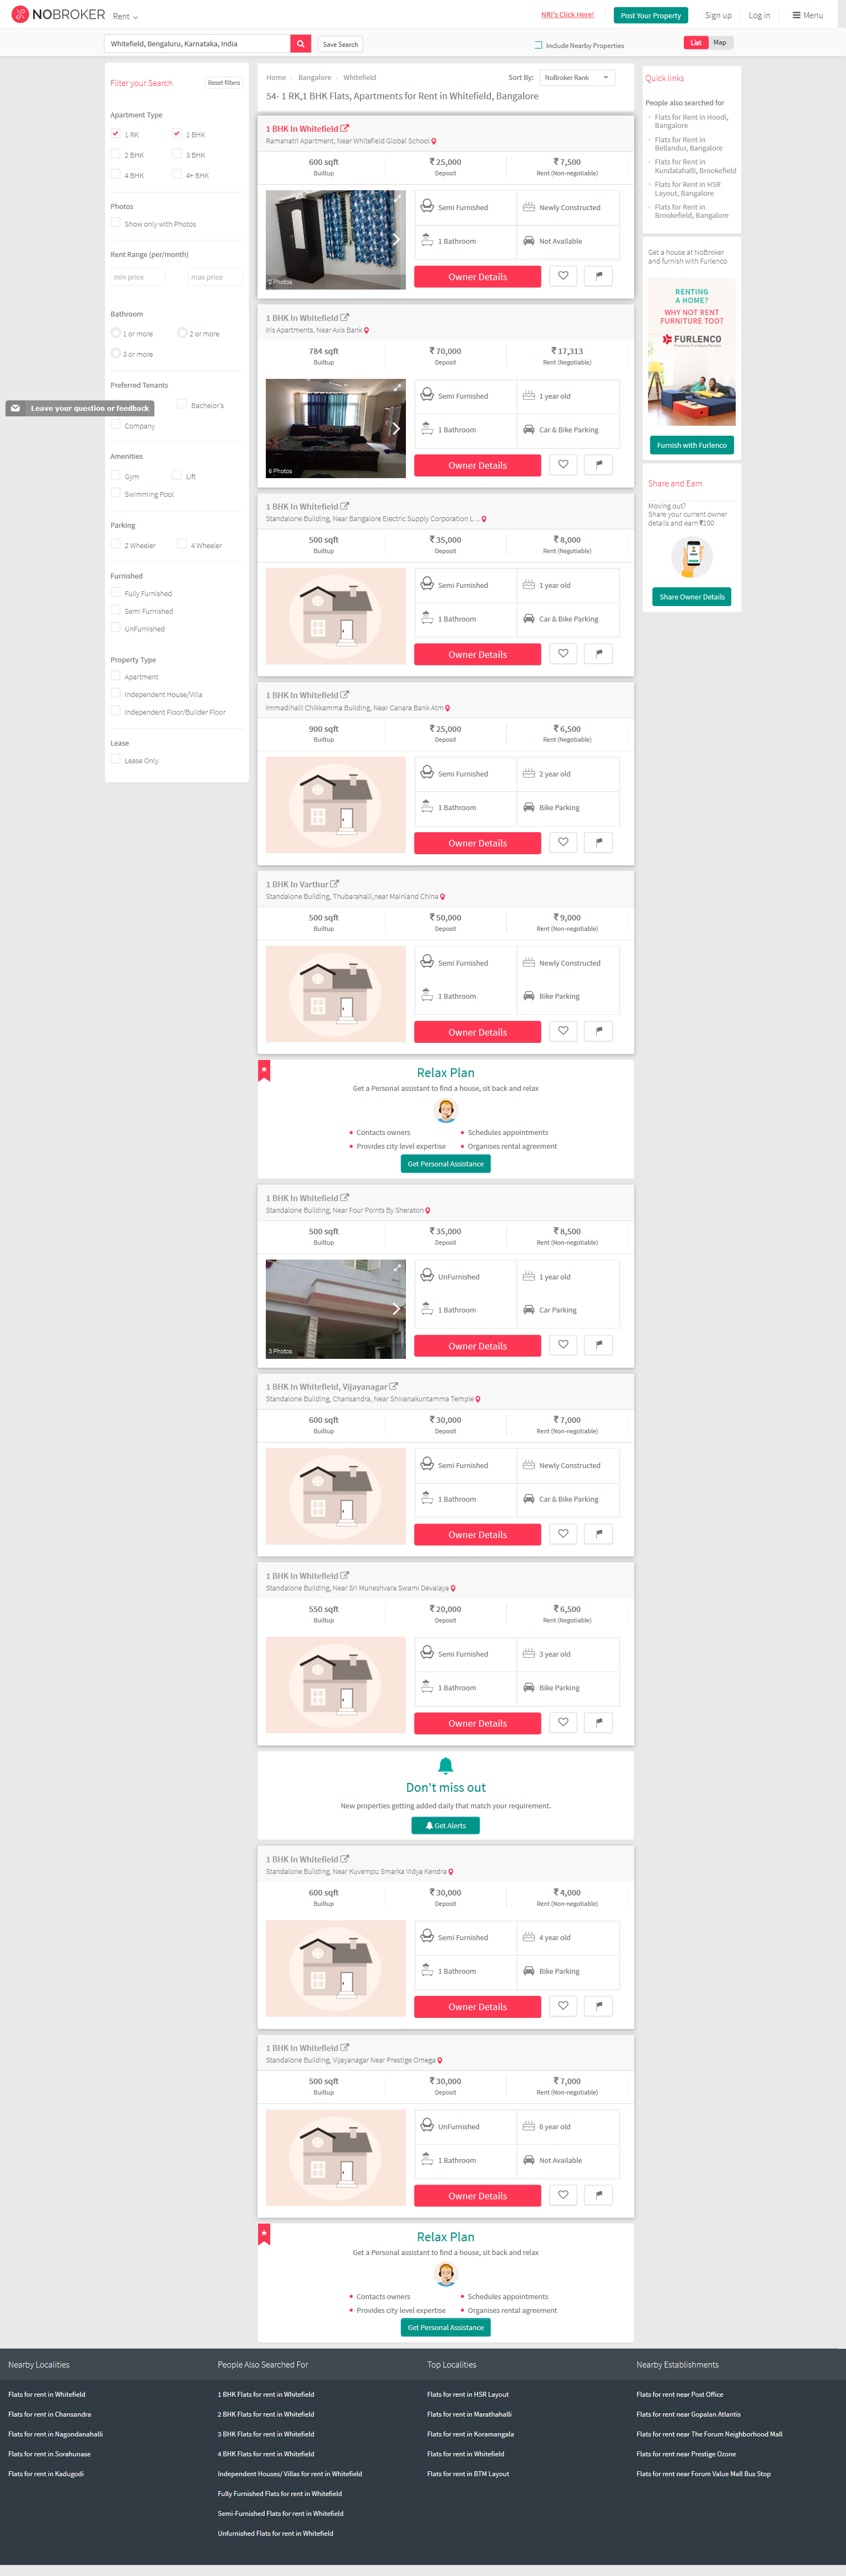 NOBROKER
Rent
NRI's Click Here!
Post Your Property
Sign up
Log in
Menu
Whitefield, Bengaluru, Karnataka, India
Save Search
Include Nearby Properties
List
Map
Filter your Search
Reset filters
Apartment Type
1 RK
1 BHK
2 BHK
3 BHK
4 BHK
4+ BHK
Photos
Show only with Photos
Rent Range (per/month)
min price
max price
Bathroom
1 or more
2 or more
3 or more
Preferred Tenants
Leave your question or feedback
Bachelor's
Company
Amenities
Gym
Lift
Swimming Pool
Parking
2 Wheeler
4 Wheeler
Furnished
Fully Furnished
Semi Furnished
UnFurnished
Property Type
Apartment
Independent House/Villa
Independent Floor/Builder Floor
Lease
Lease Only
Home
Bangalore
Whitefield
Sort By:
NoBroker Rank
54- 1 RK,1 BHK Flats, Apartments for Rent in Whitefield, Bangalore
1 BHK In Whitefield
Ramanatri Apartment, Near Whitefield Global School
600 sqft
₹ 25,000
₹ 7,500
Builtup
Deposit
Rent (Non-negotiable)
Semi Furnished
Newly Constructed
1 Bathroom
Not Available
2 Photos
Owner Details
1 BHK In Whitefield
Iris Apartments, Near Axis Bank
784 sqft
₹ 70,000
₹ 17,313
Builtup
Deposit
Rent (Negotiable)
Semi Furnished
1 year old
1 Bathroom
Car & Bike Parking
6 Photos
Owner Details
1 BHK In Whitefield
Standalone Building, Near Bangalore Electric Supply Corporation L ...
500 sqft
₹ 35,000
₹ 8,000
Builtup
Deposit
Rent (Negotiable)
Semi Furnished
1 year old
1 Bathroom
Car & Bike Parking
Owner Details
1 BHK In Whitefield
Immadihalli Chikkamma Building, Near Canara Bank Atm
900 sqft
₹ 25,000
₹ 6,500
Builtup
Deposit
Rent (Negotiable)
Semi Furnished
2 year old
1 Bathroom
Bike Parking
Owner Details
1 BHK In Varthur
Standalone Building, Thubarahalli,near Mainland China
500 sqft
₹ 50,000
₹ 9,000
Builtup
Deposit
Rent (Non-negotiable)
Semi Furnished
Newly Constructed
1 Bathroom
Bike Parking
Owner Details
Relax Plan
Get a Personal assistant to find a house, sit back and relax
Contacts owners
Schedules appointments
Provides city level expertise
Organises rental agreement
Get Personal Assistance
1 BHK In Whitefield
Standalone Building, Near Four Points By Sheraton
500 sqft
₹ 35,000
₹ 8,500
Builtup
Deposit
Rent (Non-negotiable)
UnFurnished
1 year old
1 Bathroom
Car Parking
3 Photos
Owner Details
1 BHK In Whitefield, Vijayanagar
Standalone Building, Chansandra, Near Shivanakuntamma Temple
600 sqft
₹ 30,000
₹ 7,000
Builtup
Deposit
Rent (Non-negotiable)
Semi Furnished
Newly Constructed
1 Bathroom
Car & Bike Parking
Owner Details
1 BHK In Whitefield
Standalone Building, Near Sri Muneshvara Swami Devalaya
550 sqft
₹ 20,000
₹ 6,500
Builtup
Deposit
Rent (Negotiable)
Semi Furnished
3 year old
1 Bathroom
Bike Parking
Owner Details
Don't miss out
New properties getting added daily that match your requirement.
Get Alerts
1 BHK In Whitefield
Standalone Building, Near Kuvempu Smarka Vidya Kendra
600 sqft
₹ 30,000
₹ 4,000
Builtup
Deposit
Rent (Non-negotiable)
Semi Furnished
4 year old
1 Bathroom
Bike Parking
Owner Details
1 BHK In Whitefield
Standalone Building, Vijayanagar Near Prestige Omega
500 sqft
₹ 30,000
₹ 7,000
Builtup
Deposit
Rent (Non-negotiable)
UnFurnished
6 year old
1 Bathroom
Not Available
Owner Details
Relax Plan
Get a Personal assistant to find a house, sit back and relax
Contacts owners
Schedules appointments
Provides city level expertise
Organises rental agreement
Get Personal Assistance
Quick links
People also searched for
Flats for Rent in Hoodi,
Bangalore
Flats for Rent in
Bellandur, Bangalore
Flats for Rent in
Kundalahalli, Brookefield
Flats for Rent in HSR
Layout, Bangalore
Flats for Rent in
Brookefield, Bangalore
Get a house at NoBroker
and furnish with Furlenco
RENTING
A HOME?
WHY NOT RENT
FURNITURE TOO?
FURLENCO
Premium Furniture Rentals
Furnish with Furlenco
Share and Earn
Moving out?
Share your current owner
details and earn ₹100
Share Owner Details
Nearby Localities
Flats for rent in Whitefield
Flats for rent in Chansandra
Flats for rent in Nagondanahalli
Flats for rent in Sorahunase
Flats for rent in Kadugodi
People Also Searched For
1 BHK Flats for rent in Whitefield
2 BHK Flats for rent in Whitefield
3 BHK Flats for rent in Whitefield
4 BHK Flats for rent in Whitefield
Independent Houses/ Villas for rent in Whitefield
Fully Furnished Flats for rent in Whitefield
Semi-Furnished Flats for rent in Whitefield
Unfurnished Flats for rent in Whitefield
Top Localities
Flats for rent in HSR Layout
Flats for rent in Marathahalli
Flats for rent in Koramangala
Flats for rent in Whitefield
Flats for rent in BTM Layout
Nearby Establishments
Flats for rent near Post Office
Flats for rent near Gopalan Atlantis
Flats for rent near The Forum Neighborhood Mall
Flats for rent near Prestige Ozone
Flats for rent near Forum Value Mall Bus Stop